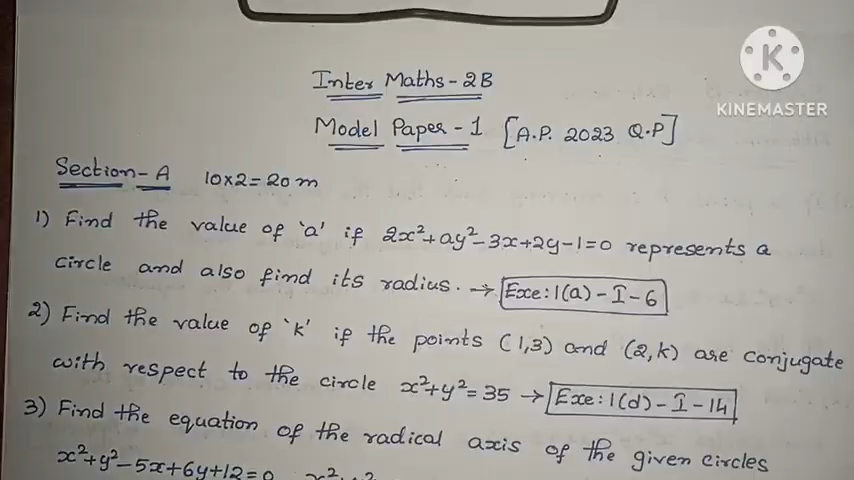 K
KINEMASTER
Inter Maths - 2B
Model Paper - 1 [A.P. 2023 Q.P]
Section - A 10x2=20m
1) Find the value of 'a' if 2x²+ay²-3x+2y-1=0 represents a
circle and also find its radius. → Exe: 1(a) - I - 6
2) Find the value of 'k' if the points (1,3) and (2,k) are conjugate
with respect to the circle x²+y²=35 → Exe: 1(d) - I - 14
3) Find the equation of the radical axis of the given circles
x²+y²-5x+6y+12=0